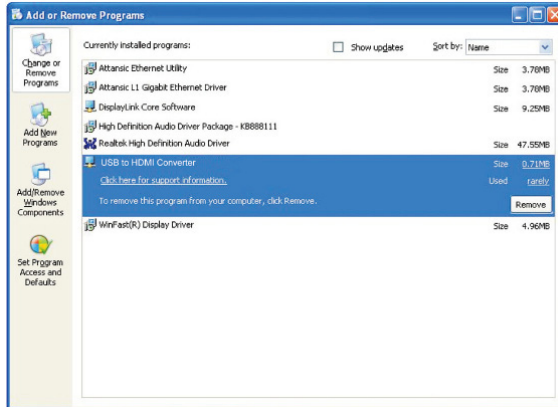 Add or Remove Programs
Change or
Remove
Programs
Add New
Programs
Add/Remove
Windows
Components
Set Program
Access and
Defaults
Currently installed programs:
Show updates
Sort by: Name
Attansic Ethernet Utility Size 3.78MB
Attansic L1 Gigabit Ethernet Driver Size 3.78MB
DisplayLink Core Software Size 9.25MB
High Definition Audio Driver Package - KB888111
Realtek High Definition Audio Driver Size 47.55MB
USB to HDMI Converter Size 0.71MB
Click here for support information. Used rarely
To remove this program from your computer, click Remove. Remove
WinFast(R) Display Driver Size 4.96MB